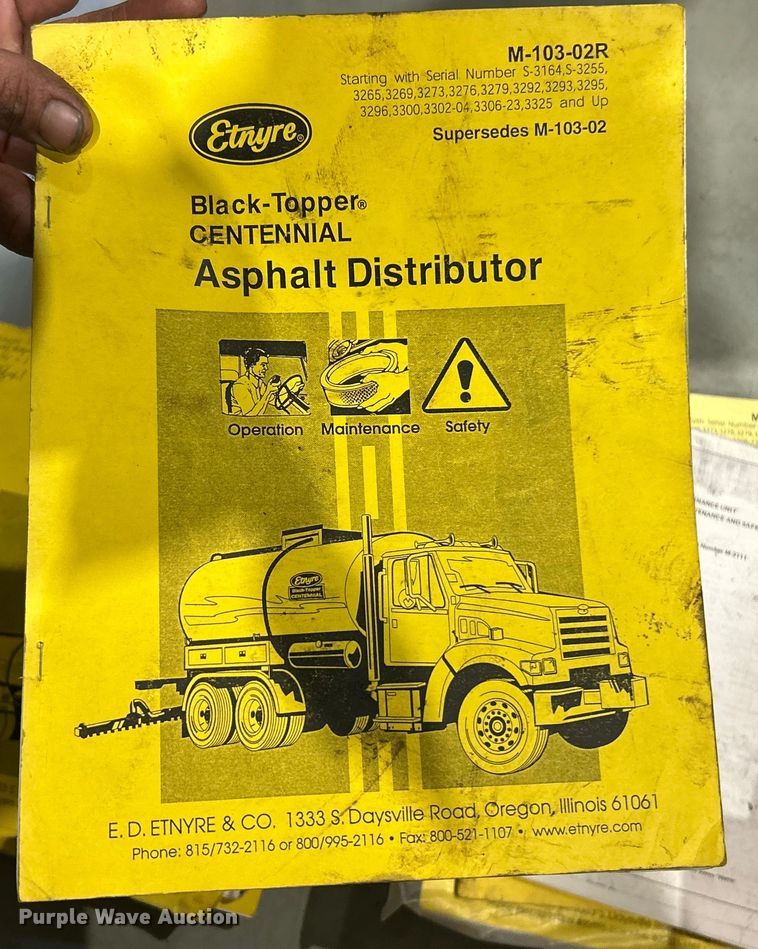 M-103-02R
Starting with Serial Number S-3164,S-3255,
3265,3269,3273,3276,3279,3292,3293,3295,
3296,3300,3302-04,3306-23,3325 and Up
Supersedes M-103-02
Etnyre®
Black-Topper®
CENTENNIAL
Asphalt Distributor
Operation Maintenance Safety
Etnyre
Black-Topper
CENTENNIAL
E. D. ETNYRE & CO. 1333 S. Daysville Road, Oregon, Illinois 61061
Phone: 815/732-2116 or 800/995-2116 • Fax: 800-521-1107 • www.etnyre.com
Purple Wave Auction